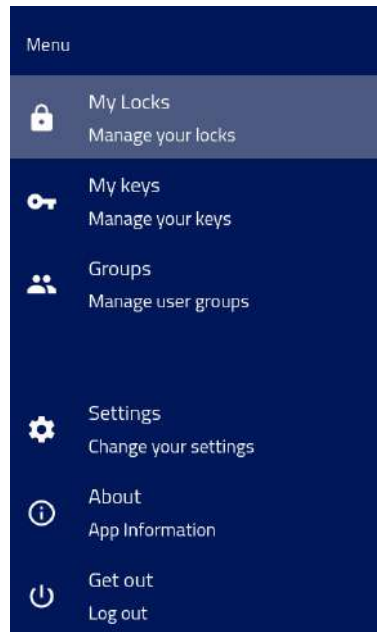 Menu
My Locks
Manage your locks
My keys
Manage your keys
Groups
Manage user groups
Settings
Change your settings
About
App Information
Get out
Log out